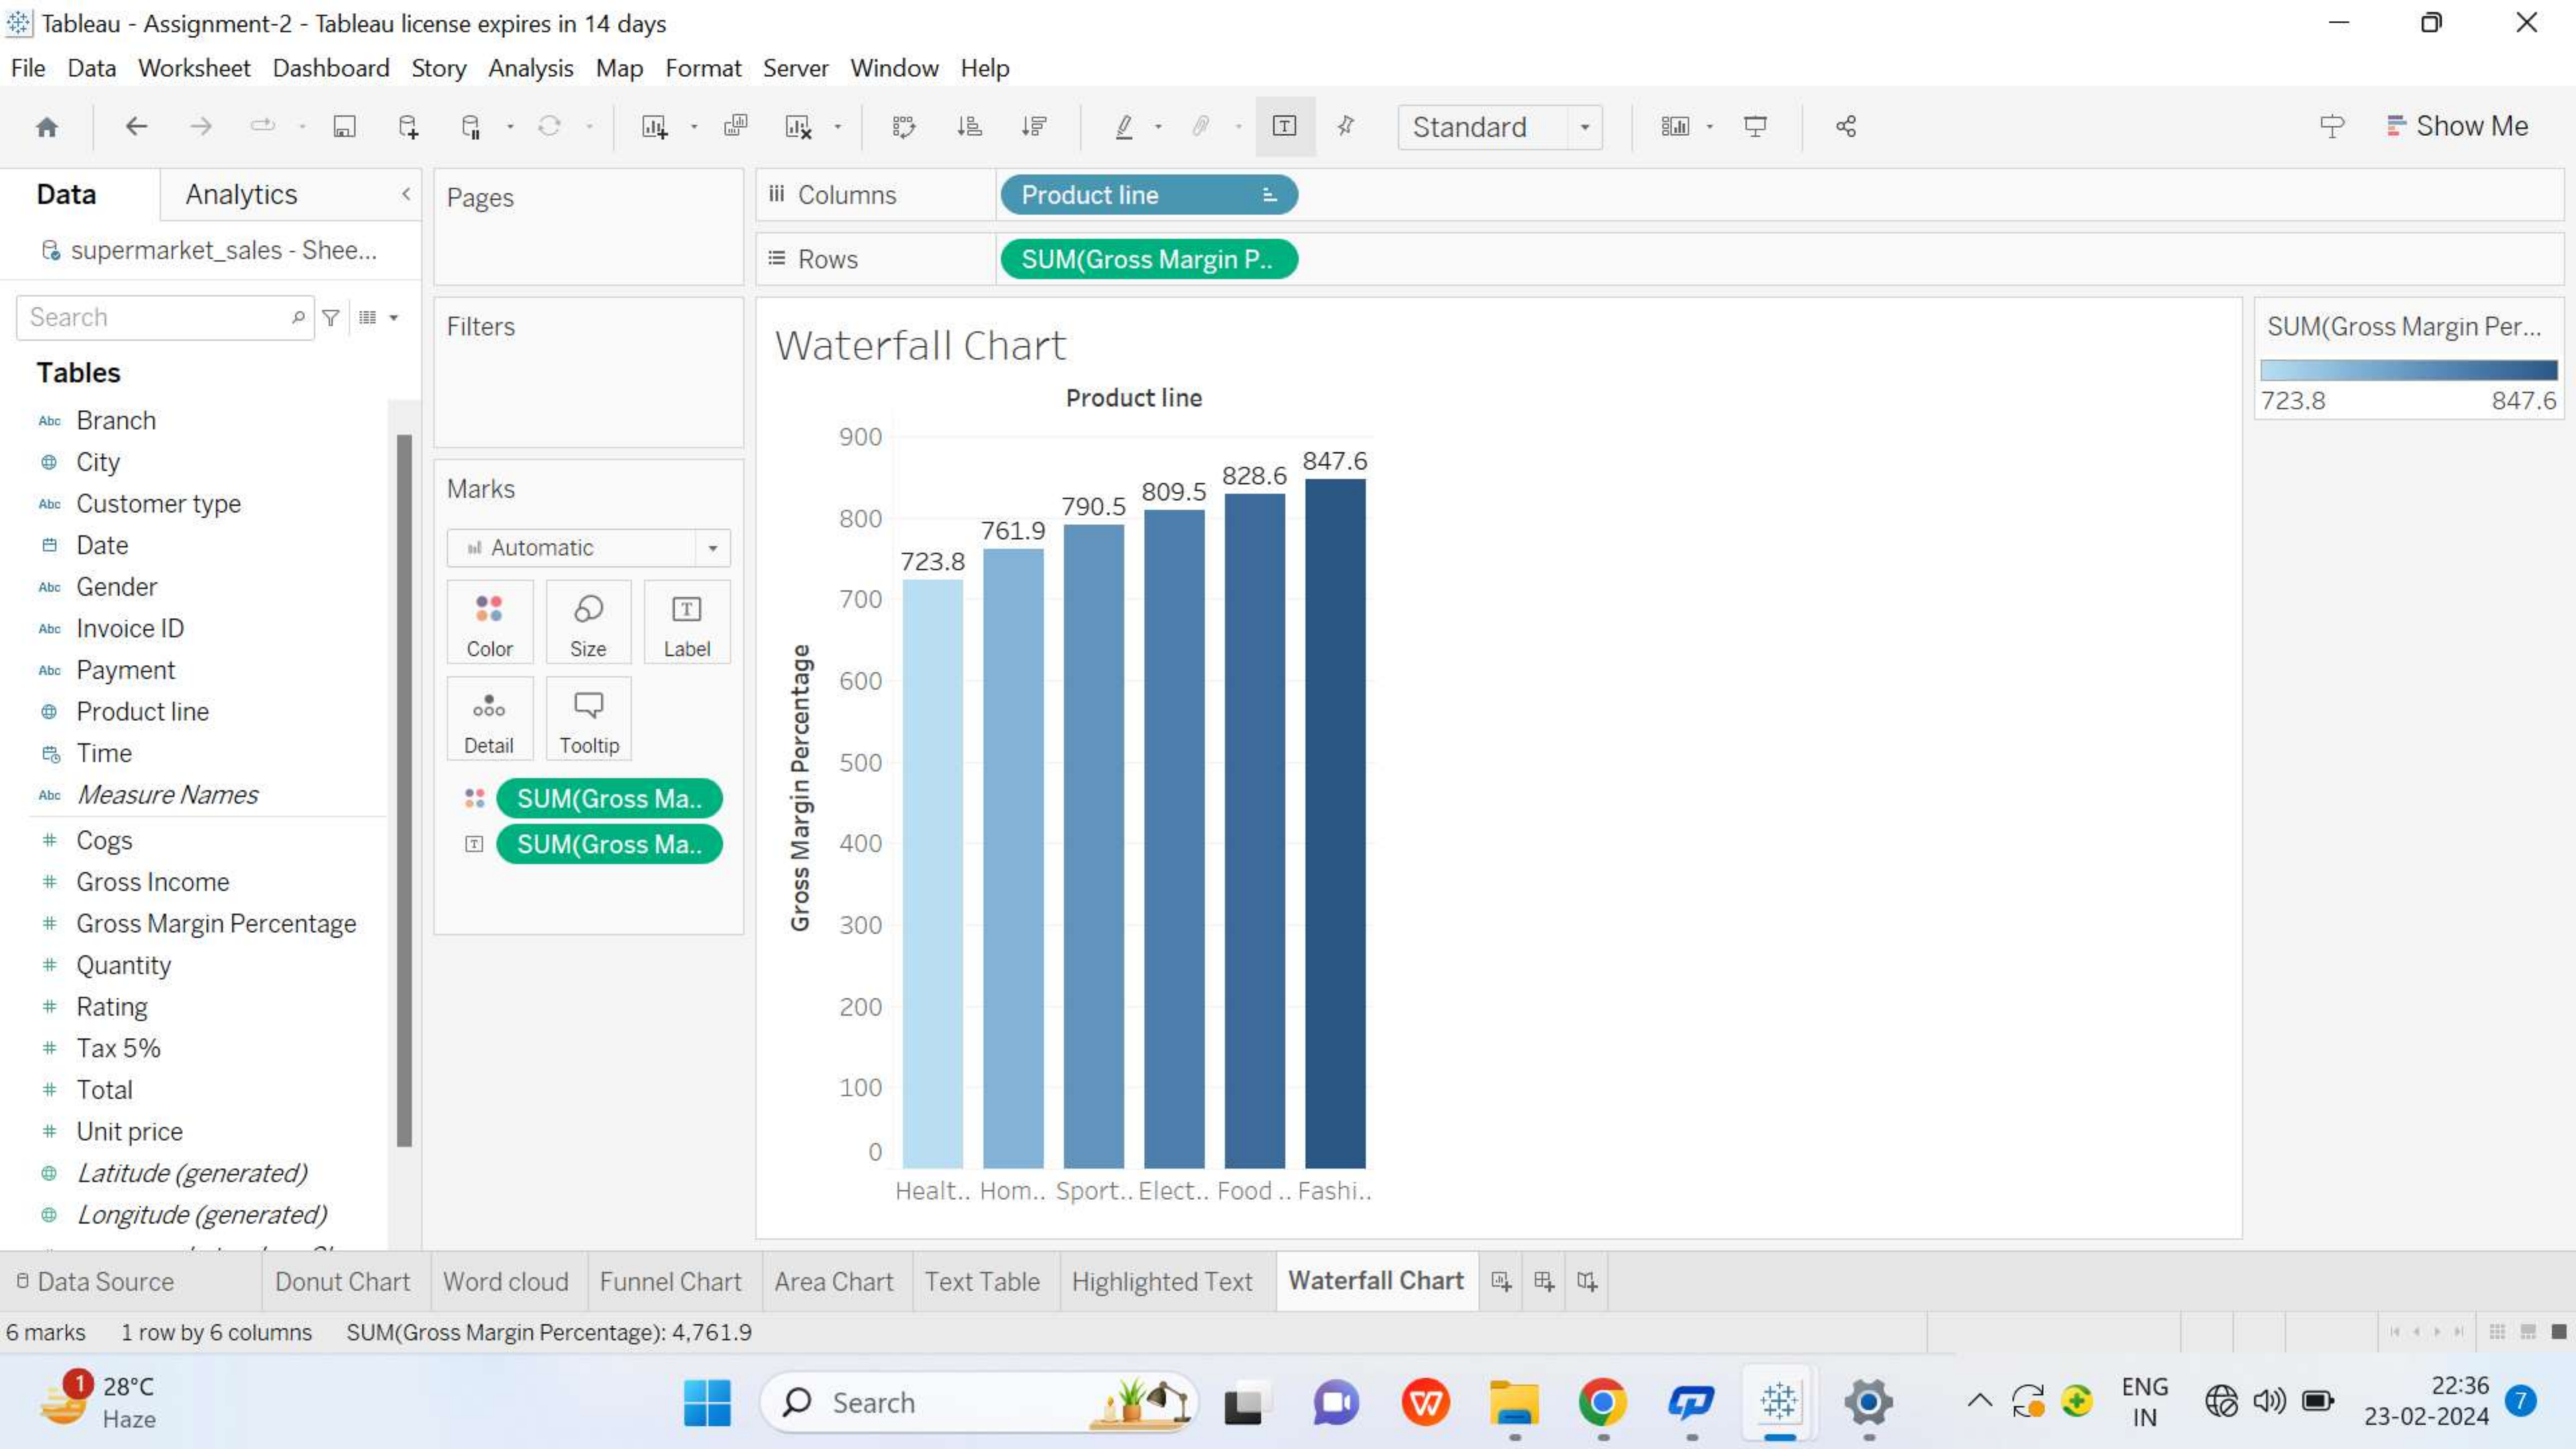 Tableau - Assignment-2 - Tableau license expires in 14 days
File Data Worksheet Dashboard Story Analysis Map Format Server Window Help
Standard
Show Me
Data Analytics
supermarket_sales - Shee...
Search
Tables
Abc Branch
City
Abc Customer type
Date
Abc Gender
Abc Invoice ID
Abc Payment
Product line
Time
Abc Measure Names
# Cogs
# Gross Income
# Gross Margin Percentage
# Quantity
# Rating
# Tax 5%
# Total
# Unit price
Latitude (generated)
Longitude (generated)
Pages
Filters
Marks
Automatic
Color Size Label
Detail Tooltip
SUM(Gross Ma..
SUM(Gross Ma..
Columns Product line
Rows SUM(Gross Margin P..
Waterfall Chart
Product line
Gross Margin Percentage
900
800
700
600
500
400
300
200
100
0
723.8 761.9 790.5 809.5 828.6 847.6
Healt.. Hom.. Sport.. Elect.. Food .. Fashi..
SUM(Gross Margin Per...
723.8 847.6
Data Source Donut Chart Word cloud Funnel Chart Area Chart Text Table Highlighted Text Waterfall Chart
6 marks 1 row by 6 columns SUM(Gross Margin Percentage): 4,761.9
1 28°C
Haze
Search
ENG
IN
22:36
23-02-2024
7